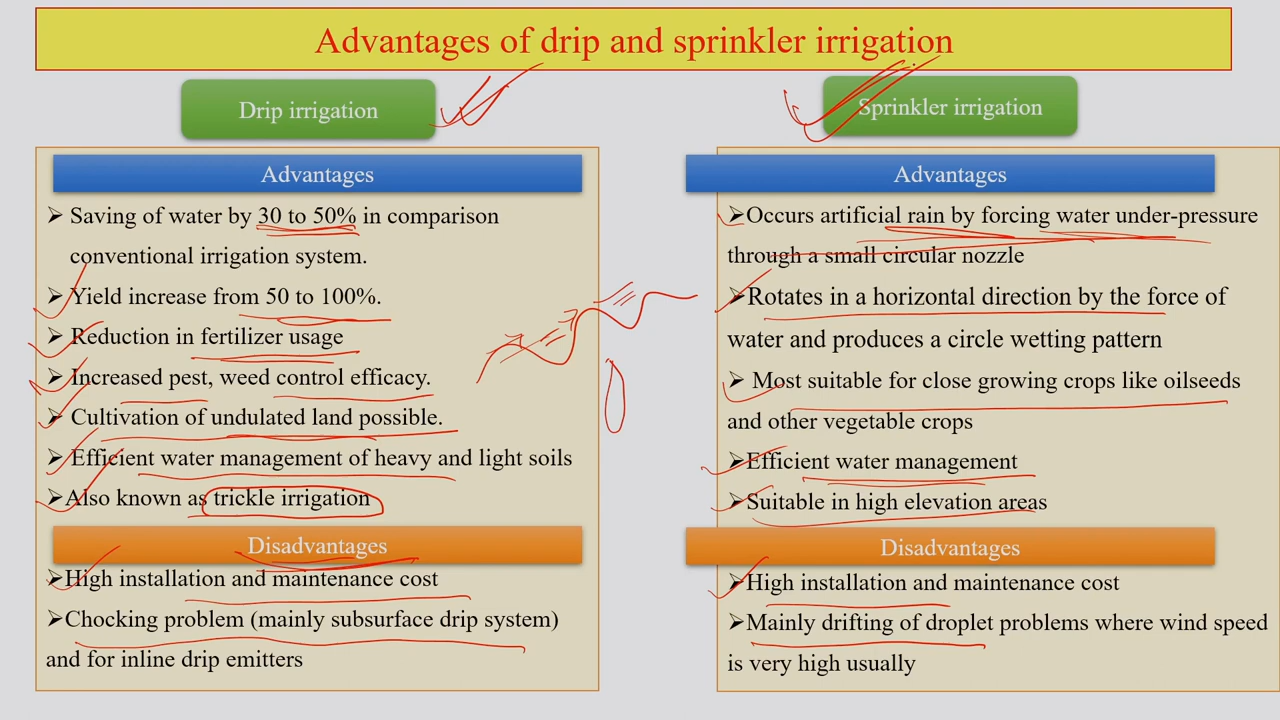 Advantages of drip and sprinkler irrigation
Drip irrigation
Advantages
➢ Saving of water by 30 to 50% in comparison
conventional irrigation system.
➢ Yield increase from 50 to 100%.
➢ Reduction in fertilizer usage
➢ Increased pest, weed control efficacy.
➢ Cultivation of undulated land possible.
➢ Efficient water management of heavy and light soils
➢Also known as trickle irrigation
Disadvantages
➢High installation and maintenance cost
➢Chocking problem (mainly subsurface drip system)
and for inline drip emitters
Sprinkler irrigation
Advantages
➢Occurs artificial rain by forcing water under-pressure
through a small circular nozzle
➢Rotates in a horizontal direction by the force of
water and produces a circle wetting pattern
➢ Most suitable for close growing crops like oilseeds
and other vegetable crops
➢Efficient water management
➢Suitable in high elevation areas
Disadvantages
➢High installation and maintenance cost
➢Mainly drifting of droplet problems where wind speed
is very high usually